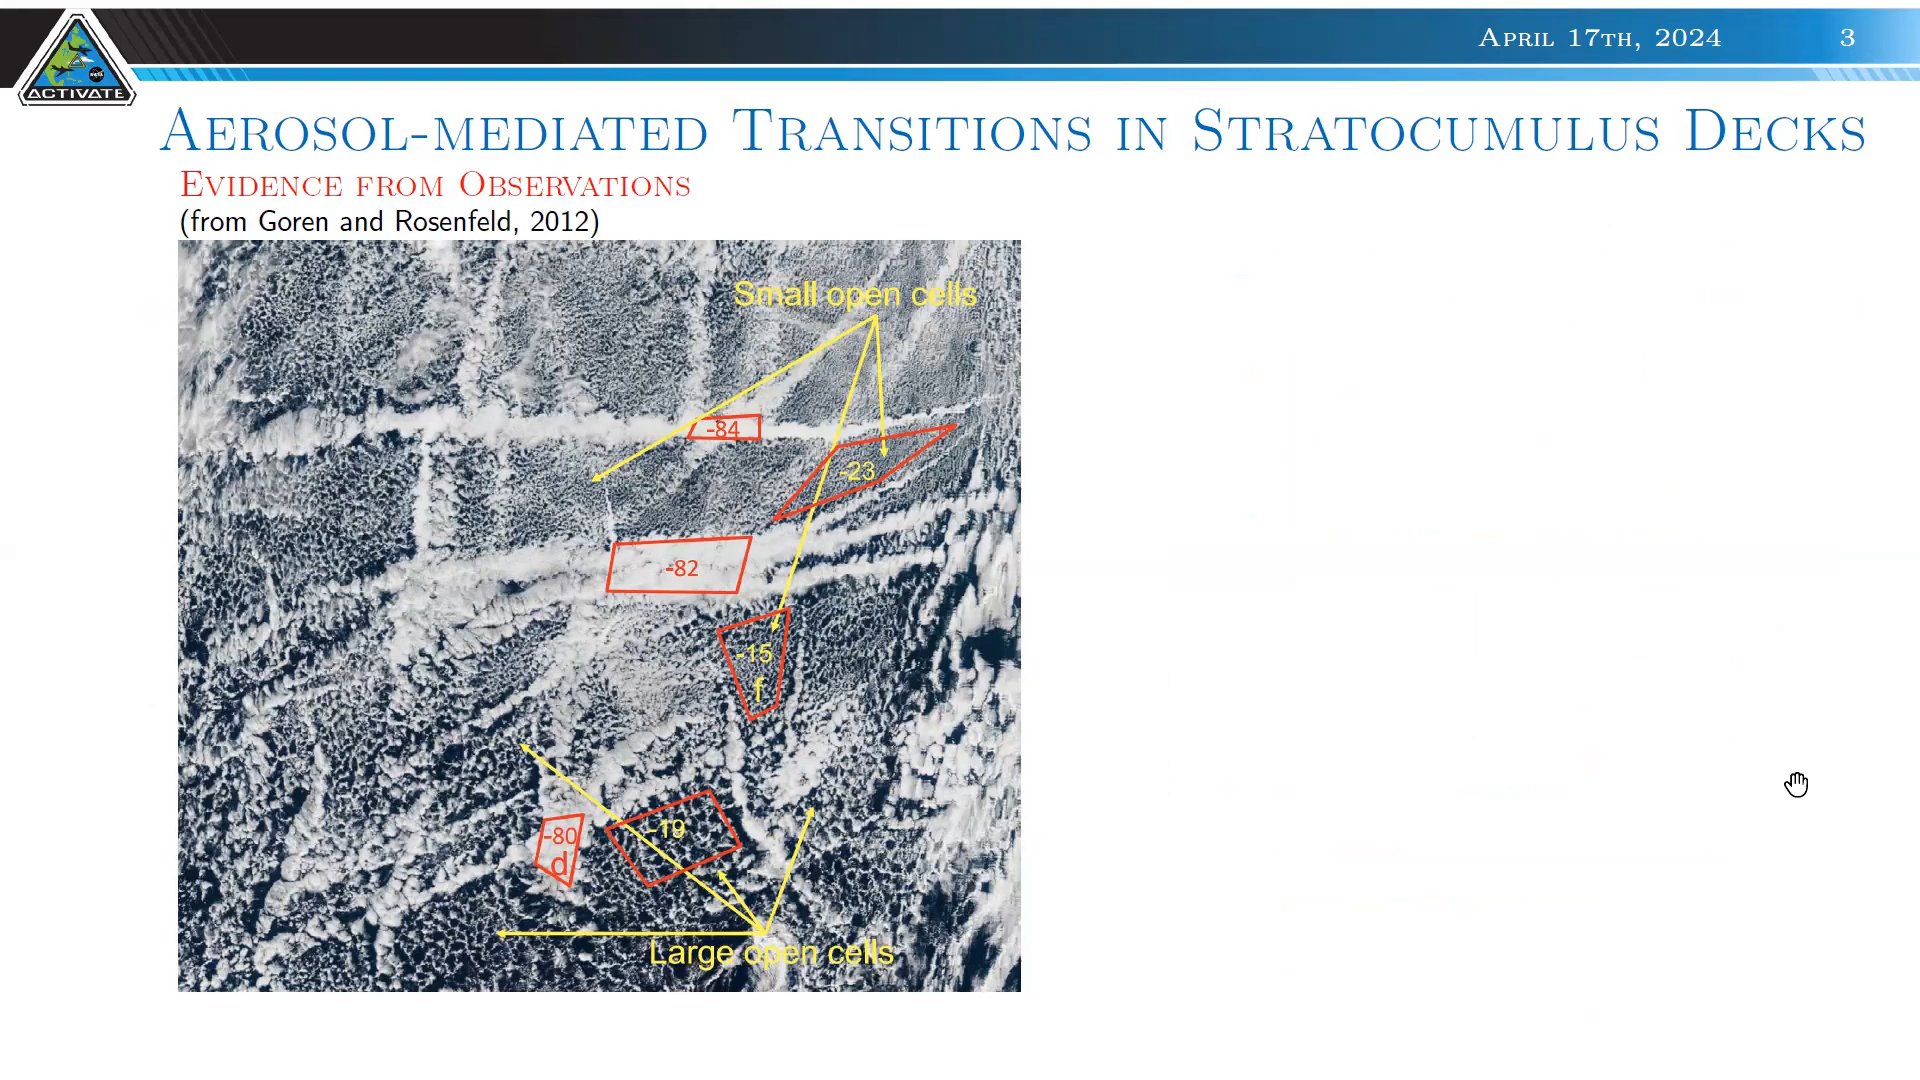 April 17th, 2024 3
ACTIVATE
Aerosol-mediated Transitions in Stratocumulus Decks
Evidence from Observations
(from Goren and Rosenfeld, 2012)
Small open cells
-84
-23
-82
-15
f
-19
-80
d
Large open cells